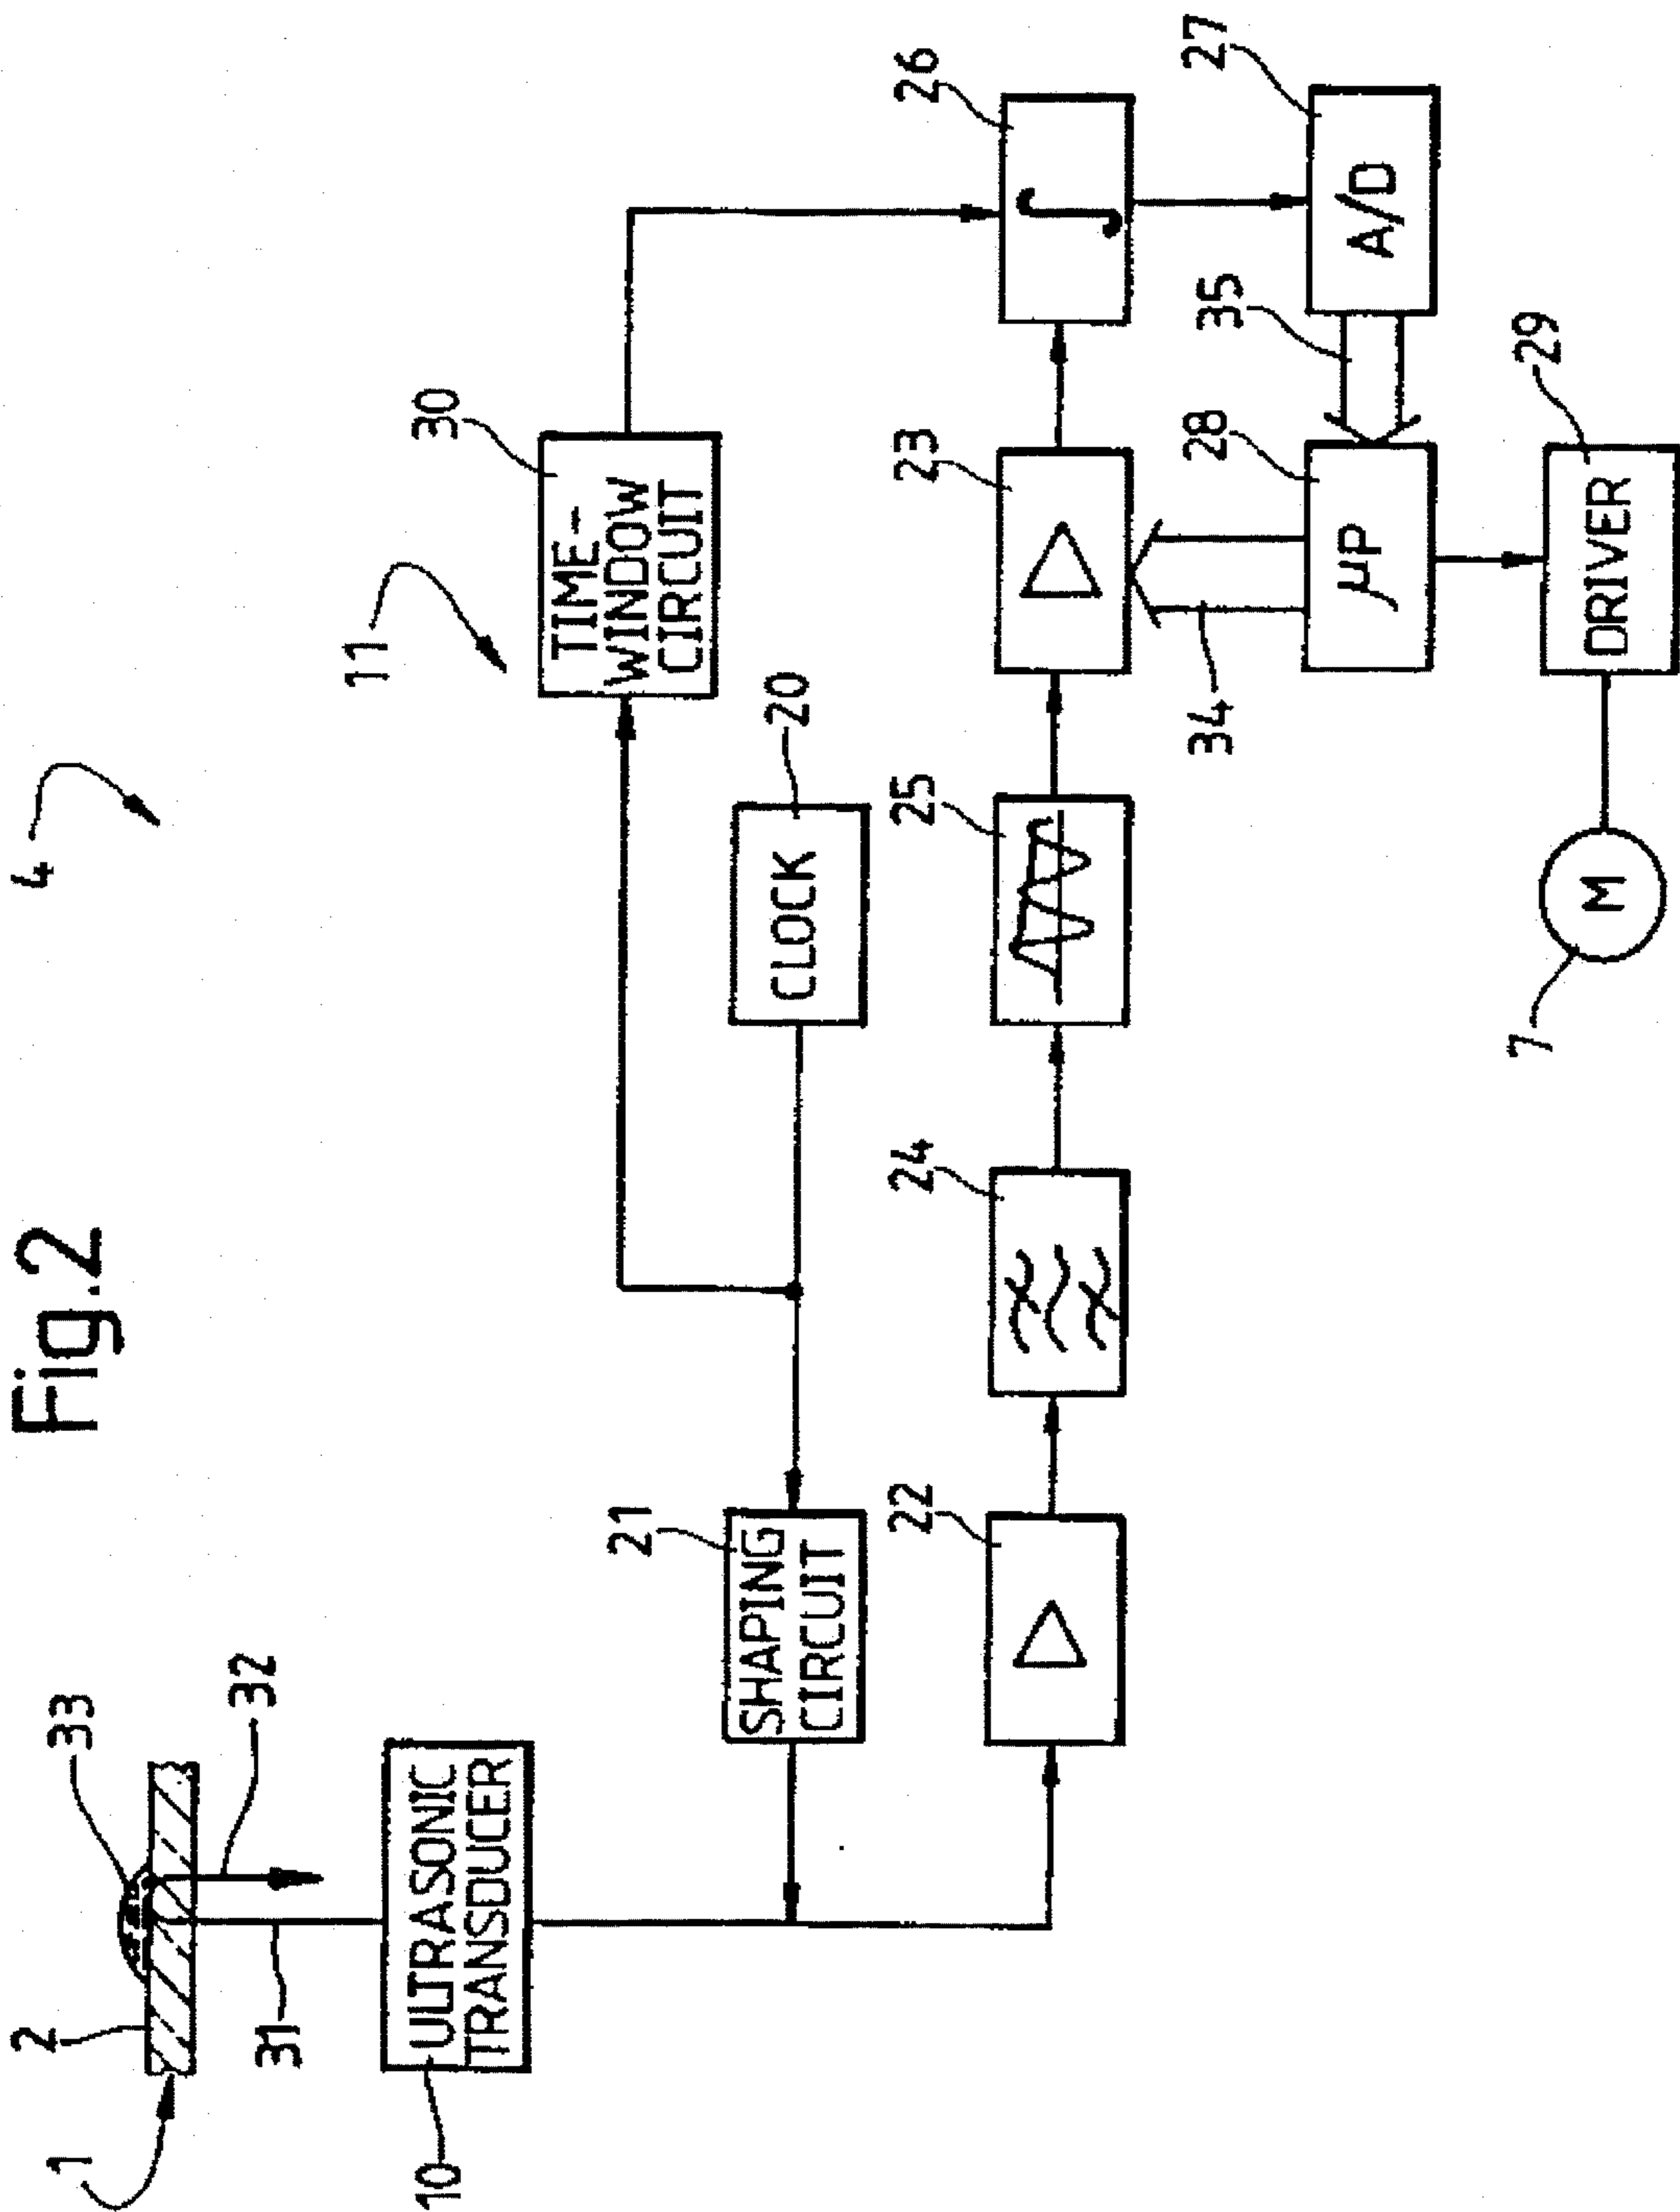 Fig.2
4
11
1
2
33
31
32
10
ULTRASONIC
TRANSDUCER
21
SHAPING
CIRCUIT
20
CLOCK
30
TIME-
WINDOW
CIRCUIT
22
24
25
23
26
34
28
µP
35
27
A/D
7
M
29
DRIVER